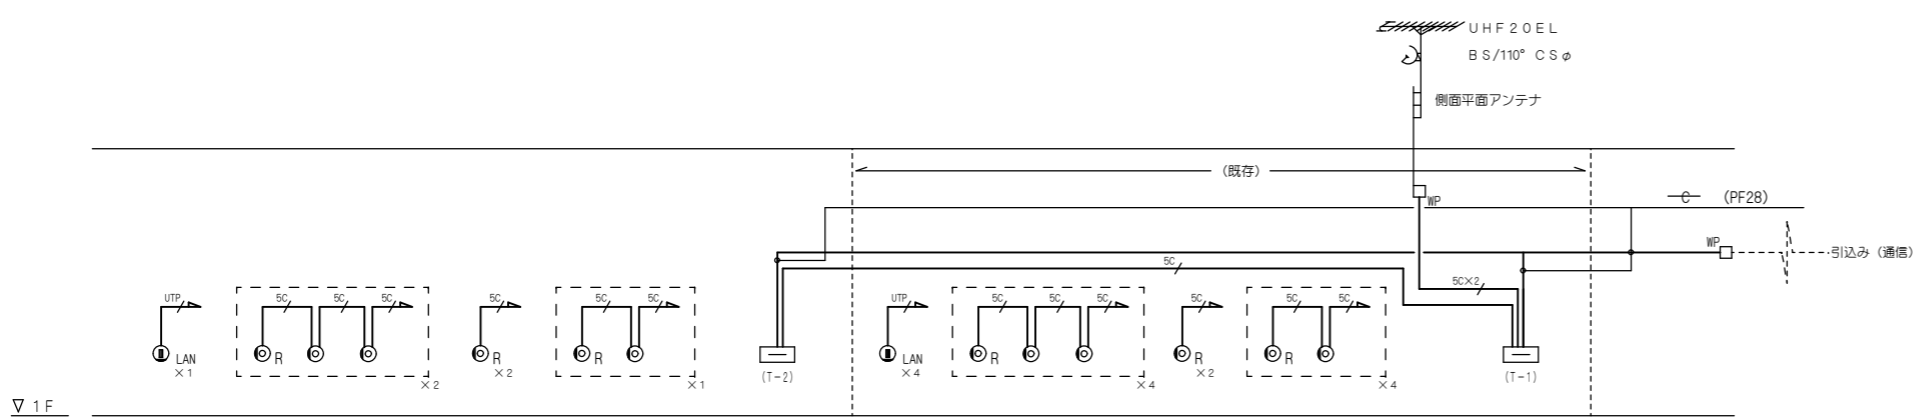 UHF20EL
BS/110° CSφ
側面平面アンテナ
(既存)
WP
C (PF28)
WP
引込み (通信)
5C
5C×2
UTP
5C
5C
5C
5C
5C
5C
UTP
5C
5C
5C
5C
5C
5C
LAN
×1
R
×2
R
×2
R
×1
(T-2)
LAN
×4
R
×4
R
×2
R
×4
(T-1)
▽ 1F